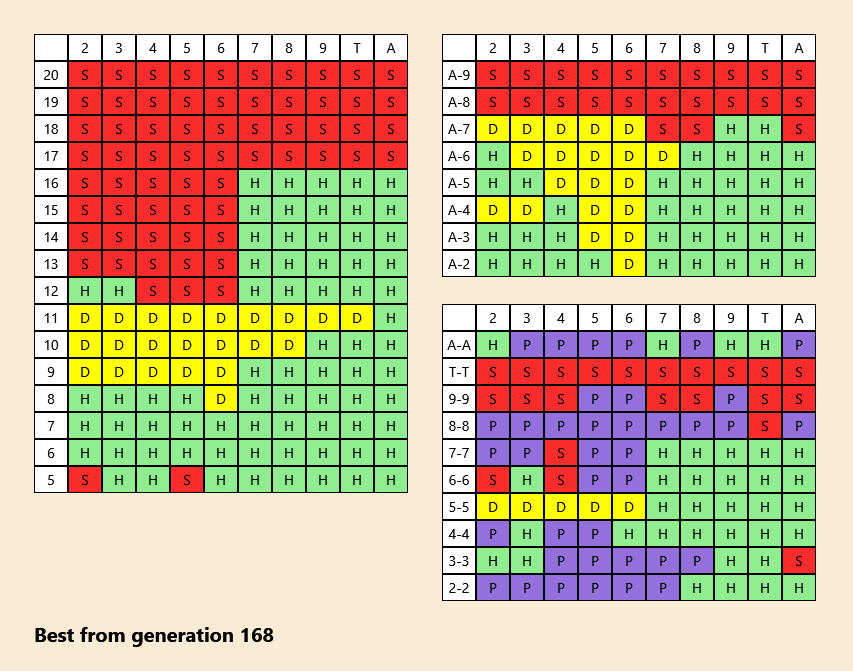 2 3 4 5 6 7 8 9 T A
20 S S S S S S S S S S
19 S S S S S S S S S S
18 S S S S S S S S S S
17 S S S S S S S S S S
16 S S S S S H H H H H
15 S S S S S H H H H H
14 S S S S S H H H H H
13 S S S S S H H H H H
12 H H S S S H H H H H
11 D D D D D D D D D H
10 D D D D D D D H H H
9 D D D D D H H H H H
8 H H H H D H H H H H
7 H H H H H H H H H H
6 H H H H H H H H H H
5 S H H S H H H H H H
2 3 4 5 6 7 8 9 T A
A-9 S S S S S S S S S S
A-8 S S S S S S S S S S
A-7 D D D D D S S H H S
A-6 H D D D D D H H H H
A-5 H H D D D H H H H H
A-4 D D H D D H H H H H
A-3 H H H D D H H H H H
A-2 H H H H D H H H H H
2 3 4 5 6 7 8 9 T A
A-A H P P P P H P H H P
T-T S S S S S S S S S S
9-9 S S S P P S S P S S
8-8 P P P P P P P P S P
7-7 P P S P P H H H H H
6-6 S H S P P H H H H H
5-5 D D D D D H H H H H
4-4 P H P P H H H H H H
3-3 H H P P P P P H H S
2-2 P P P P P P H H H H
Best from generation 168